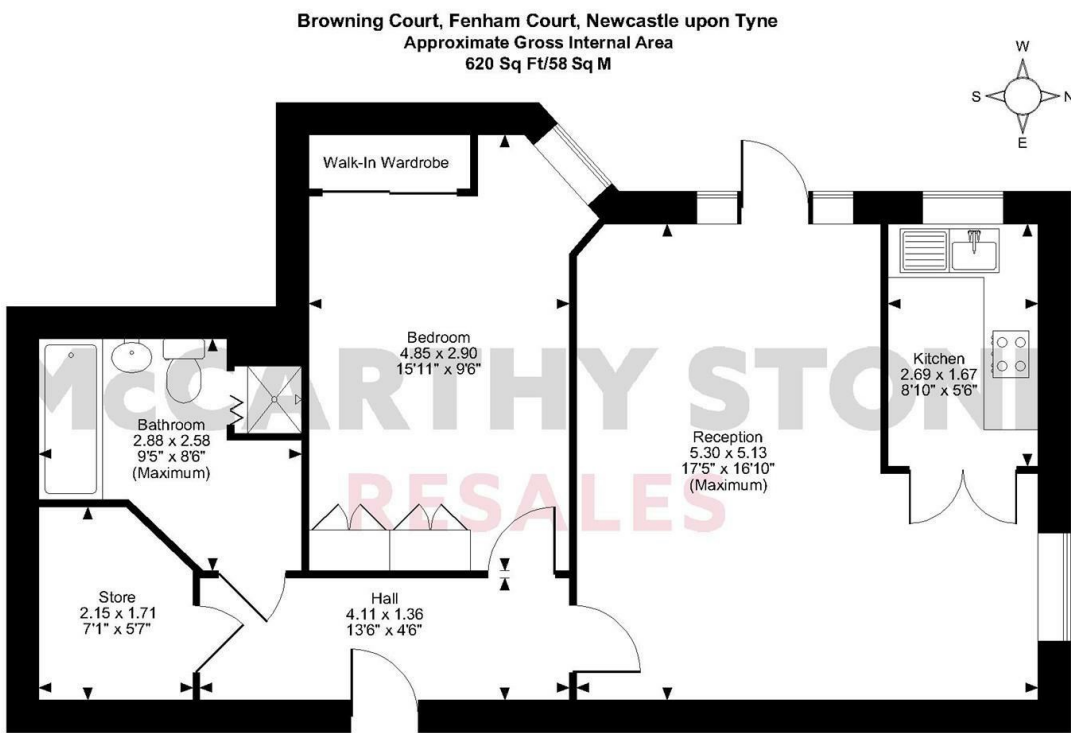 Browning Court, Fenham Court, Newcastle upon Tyne
Approximate Gross Internal Area
620 Sq Ft/58 Sq M
W
S
N
E
Walk-In Wardrobe
Bedroom
4.85 x 2.90
15'11" x 9'6"
Kitchen
2.69 x 1.67
8'10" x 5'6"
McCARTHY STONE
RESALES
Bathroom
2.88 x 2.58
9'5" x 8'6"
(Maximum)
Reception
5.30 x 5.13
17'5" x 16'10"
(Maximum)
Store
2.15 x 1.71
7'1" x 5'7"
Hall
4.11 x 1.36
13'6" x 4'6"